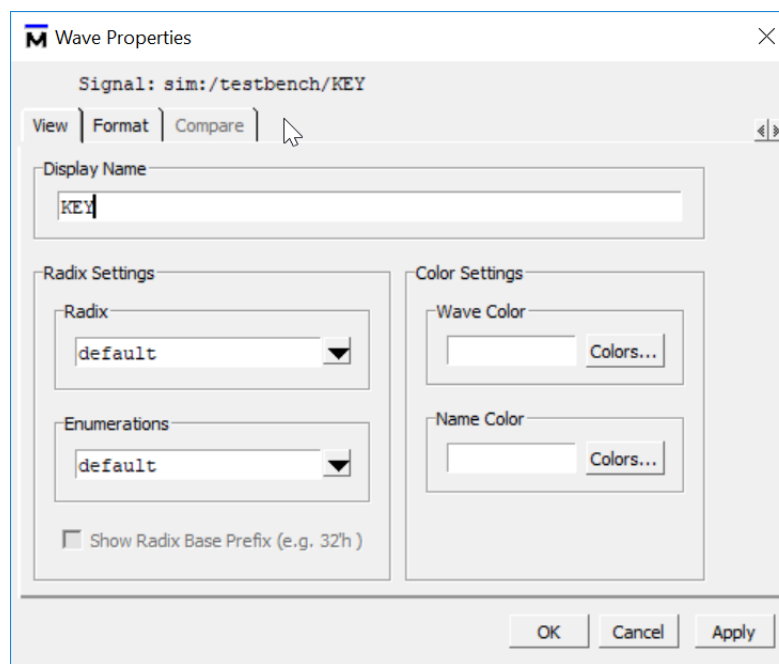 Wave Properties
Signal: sim:/testbench/KEY
View Format Compare
Display Name
KEY
Radix Settings
Radix
default
Enumerations
default
Show Radix Base Prefix (e.g. 32'h )
Color Settings
Wave Color
Colors...
Name Color
Colors...
OK Cancel Apply